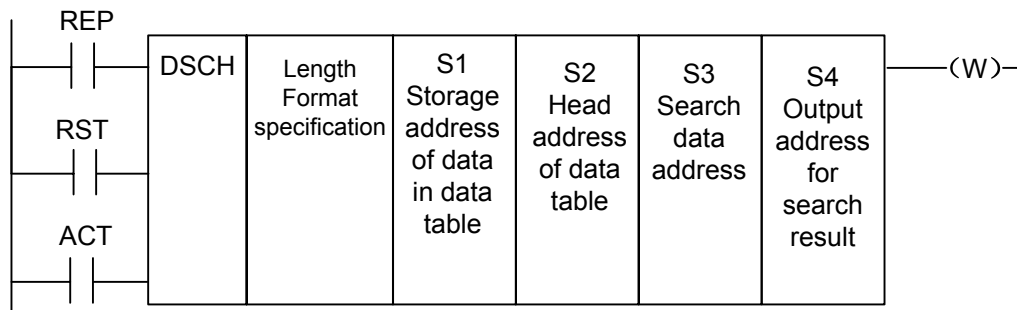 REP
RST
ACT
DSCH
Length
Format
specification
S1
Storage
address
of data
in data
table
S2
Head
address
of data
table
S3
Search
data
address
S4
Output
address
for
search
result
(W)